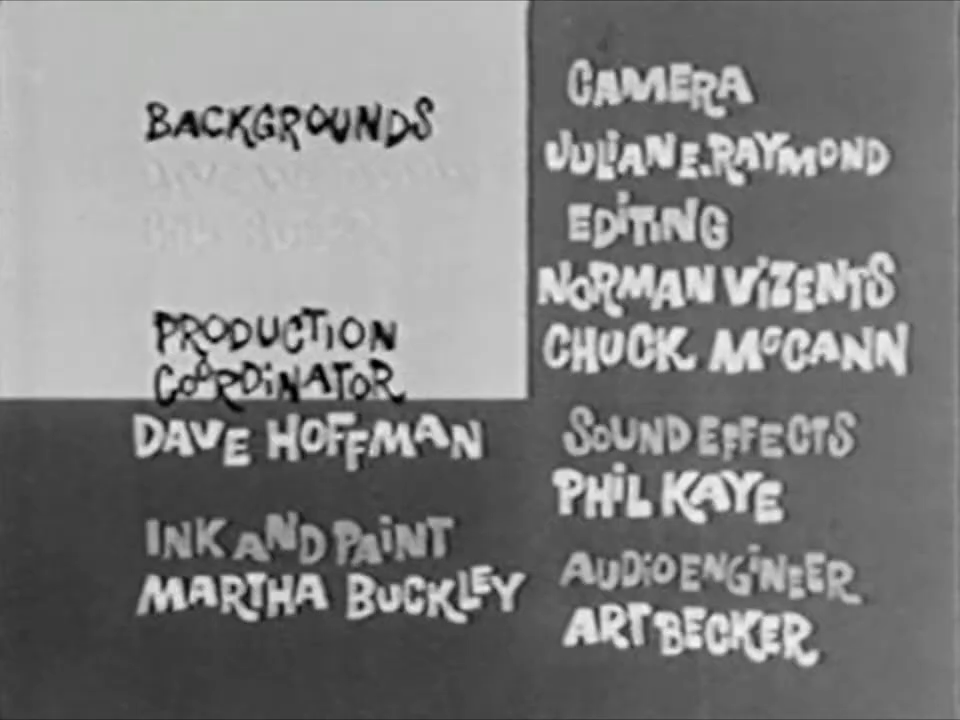 BACKGROUNDS
PRODUCTION
COORDINATOR
DAVE HOFFMAN
INK AND PAINT
MARTHA BUCKLEY
CAMERA
JULIAN E. RAYMOND
EDITING
NORMAN VIZENTS
CHUCK McCANN
SOUND EFFECTS
PHIL KAYE
AUDIO ENGINEER
ART BECKER